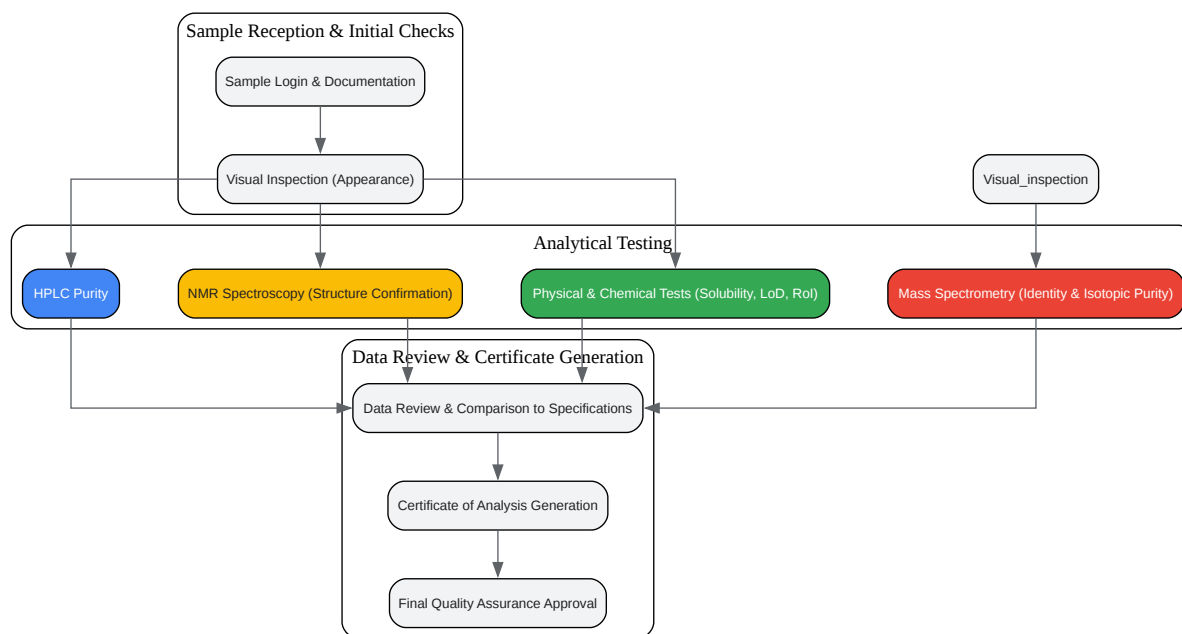 Sample Reception & Initial Checks
Sample Login & Documentation
Visual Inspection (Appearance)
Visual_inspection
Analytical Testing
HPLC Purity
NMR Spectroscopy (Structure Confirmation)
Physical & Chemical Tests (Solubility, LoD, RoI)
Mass Spectrometry (Identity & Isotopic Purity)
Data Review & Certificate Generation
Data Review & Comparison to Specifications
Certificate of Analysis Generation
Final Quality Assurance Approval